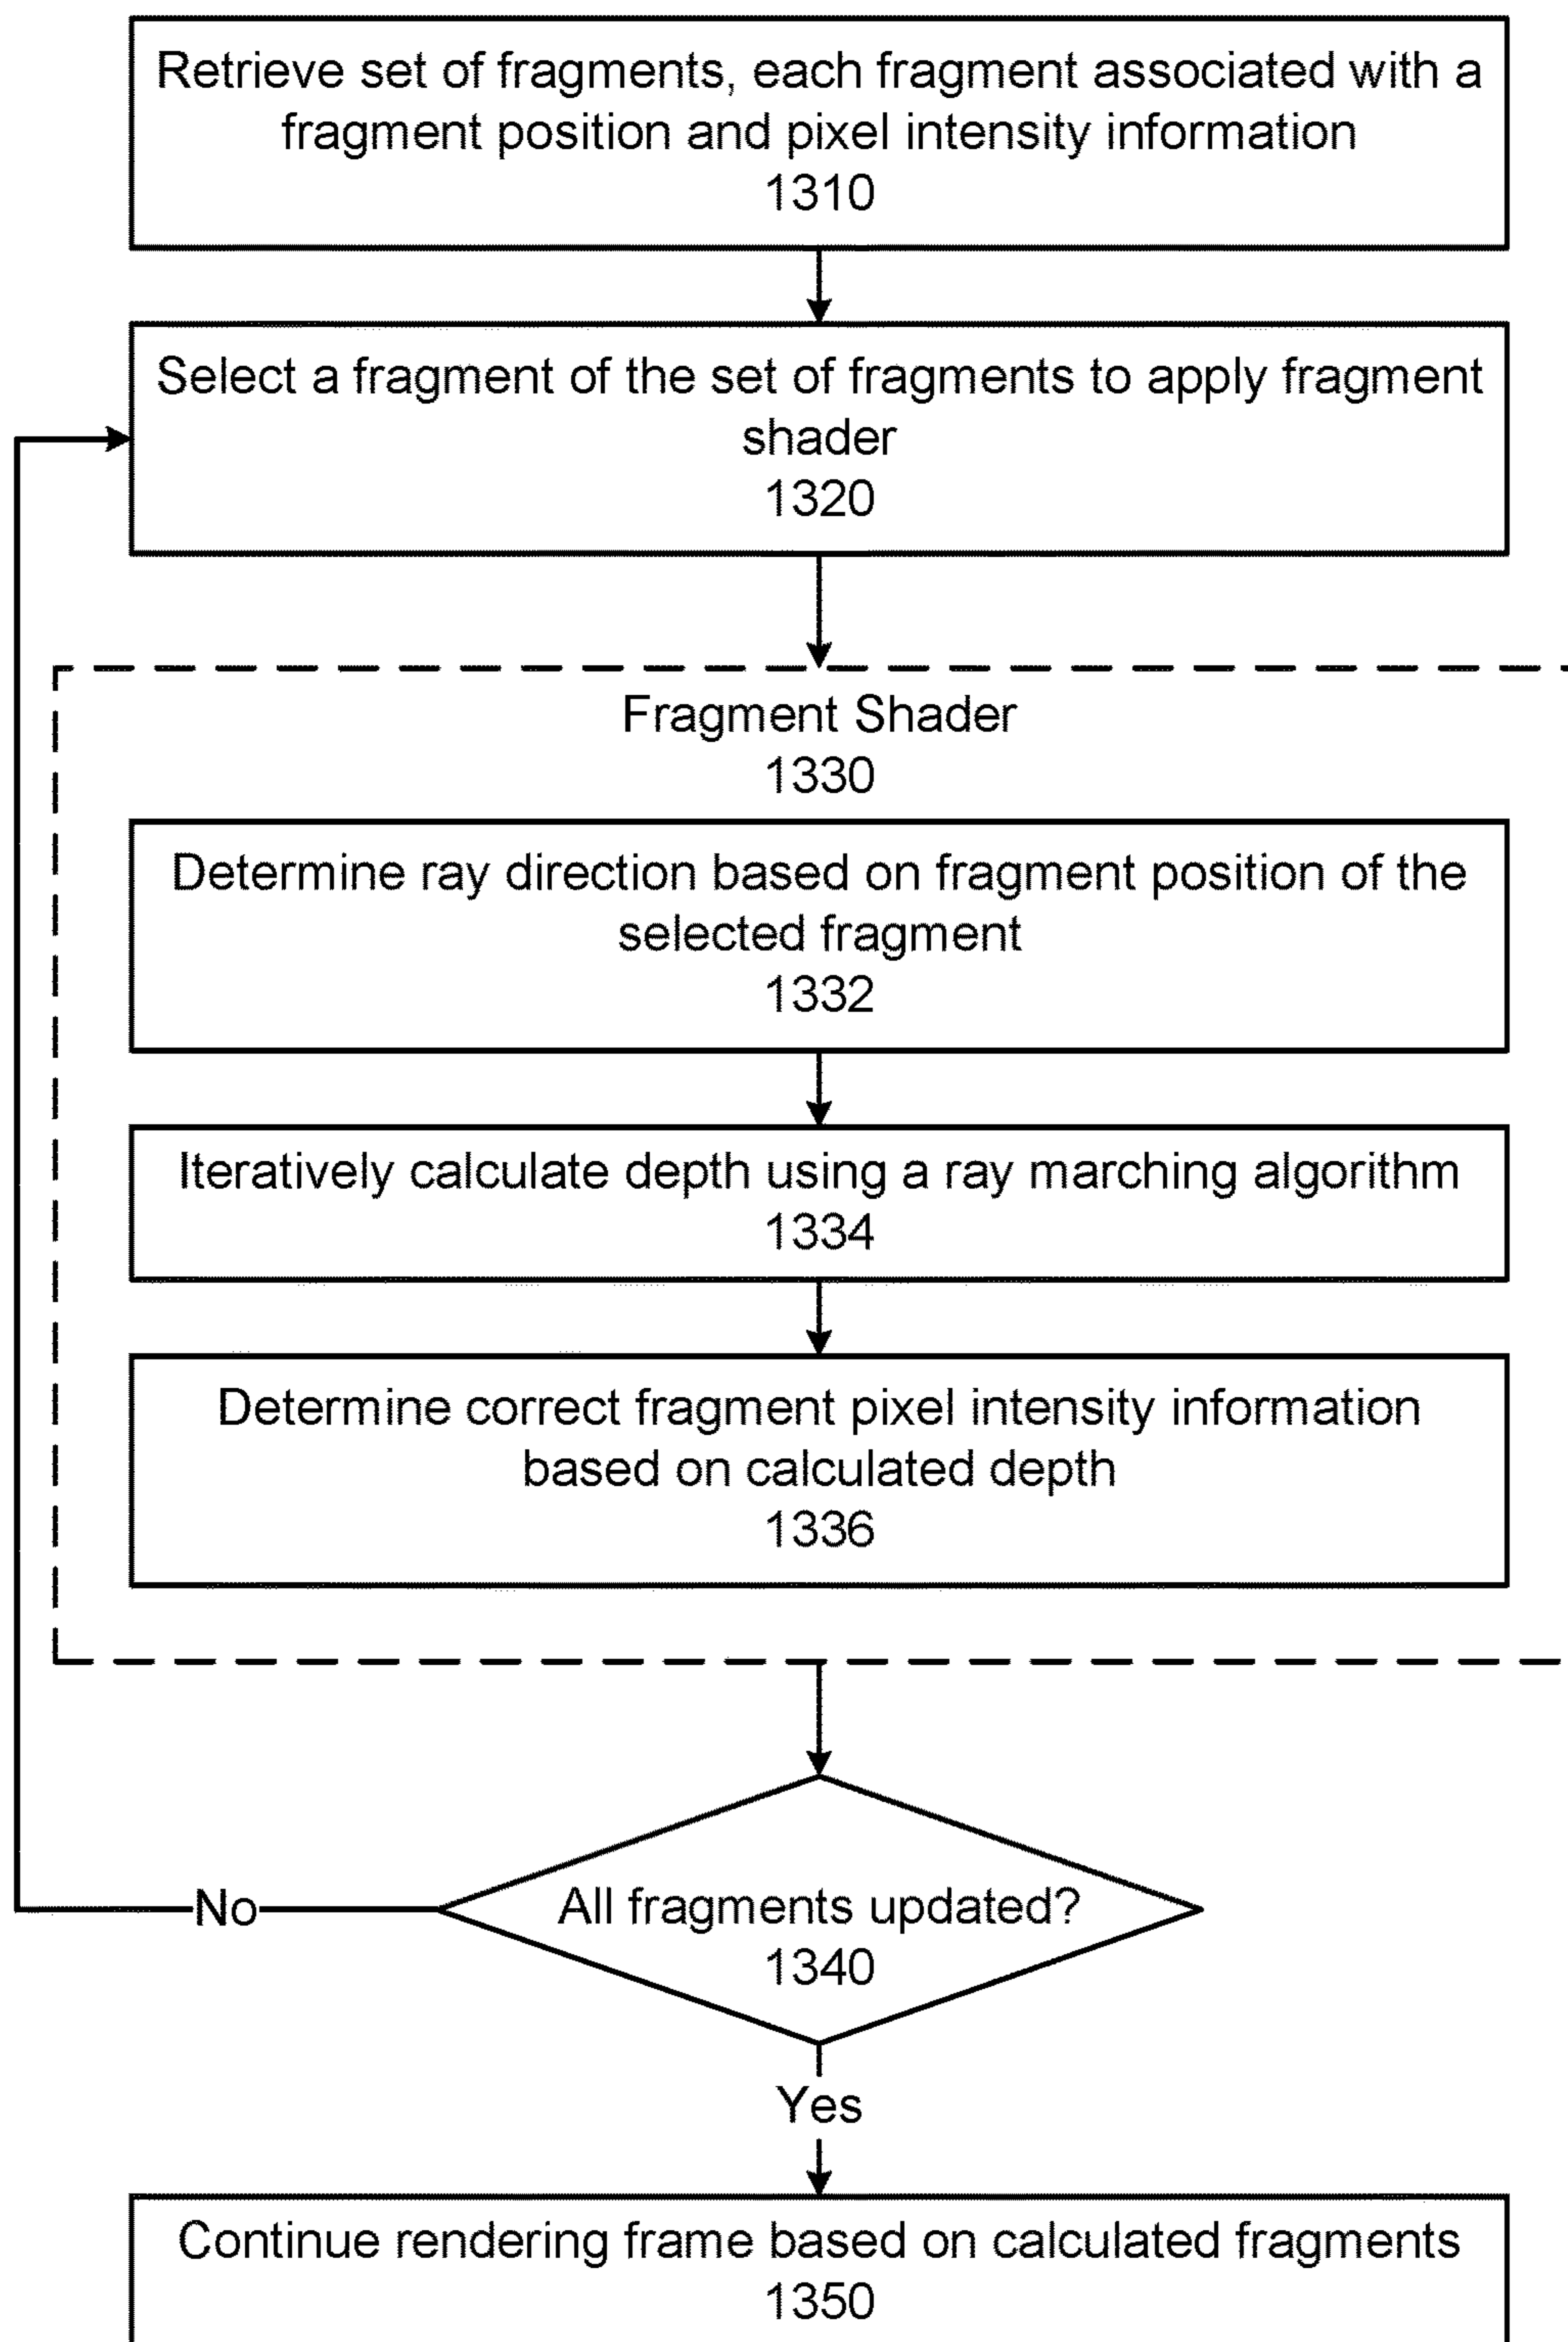 Retrieve set of fragments, each fragment associated with a
fragment position and pixel intensity information
1310
Select a fragment of the set of fragments to apply fragment
shader
1320
Fragment Shader
1330
Determine ray direction based on fragment position of the
selected fragment
1332
Iteratively calculate depth using a ray marching algorithm
1334
Determine correct fragment pixel intensity information
based on calculated depth
1336
All fragments updated?
1340
No
Yes
Continue rendering frame based on calculated fragments
1350